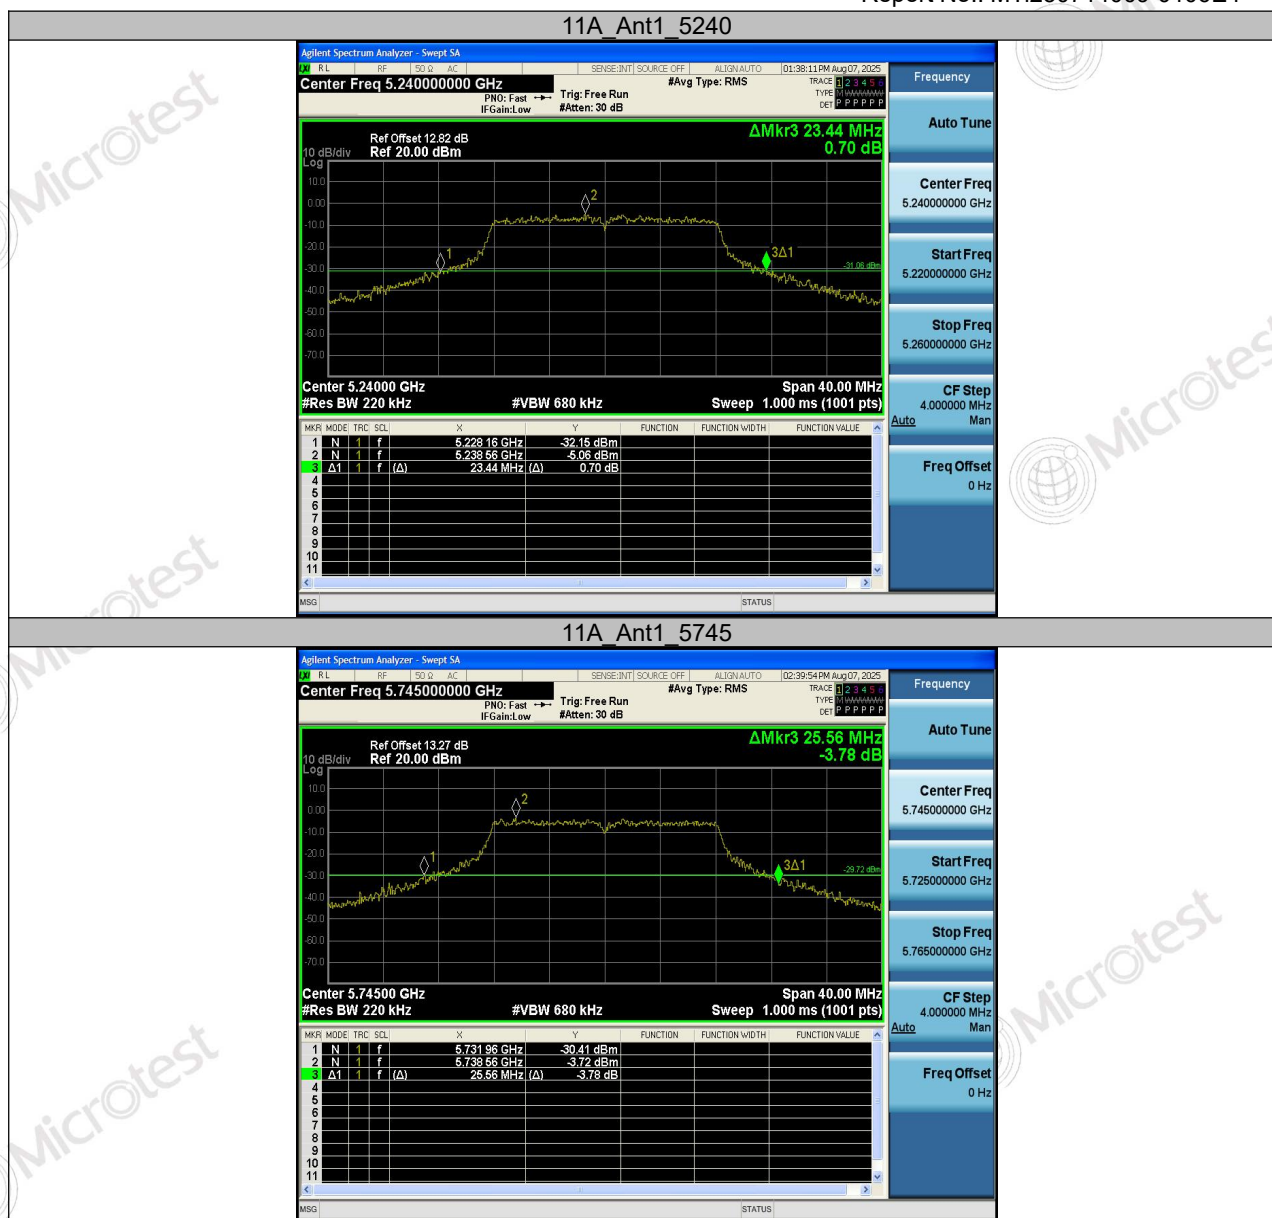 11A_Ant1_5240
Agilent Spectrum Analyzer - Swept SA
RL RF 50 Ω AC SENSE:INT SOURCE OFF ALIGN AUTO 01:38:11 PM Aug 07, 2025
Center Freq 5.240000000 GHz #Avg Type: RMS TRACE 1 2 3 4 5 6
PNO: Fast Trig: Free Run TYPE M
IFGain:Low #Atten: 30 dB DET P P P P P P
Frequency
Auto Tune
ΔMkr3 23.44 MHz
0.70 dB
Ref Offset 12.82 dB
10 dB/div Ref 20.00 dBm
Log
10.0
0.00
-10.0
-20.0
-30.0
-40.0
-50.0
-60.0
-70.0
1
2
3Δ1
-31.06 dBm
Center Freq
5.240000000 GHz
Start Freq
5.220000000 GHz
Stop Freq
5.260000000 GHz
CF Step
4.000000 MHz
Auto Man
Freq Offset
0 Hz
Center 5.24000 GHz Span 40.00 MHz
#Res BW 220 kHz #VBW 680 kHz Sweep 1.000 ms (1001 pts)
MKR MODE TRC SCL X Y FUNCTION FUNCTION WIDTH FUNCTION VALUE
1 N 1 f 5.228 16 GHz -32.15 dBm
2 N 1 f 5.238 56 GHz -5.06 dBm
3 Δ1 1 f (Δ) 23.44 MHz (Δ) 0.70 dB
4
5
6
7
8
9
10
11
MSG STATUS
11A_Ant1_5745
Agilent Spectrum Analyzer - Swept SA
RL RF 50 Ω AC SENSE:INT SOURCE OFF ALIGN AUTO 02:39:54 PM Aug 07, 2025
Center Freq 5.745000000 GHz #Avg Type: RMS TRACE 1 2 3 4 5 6
PNO: Fast Trig: Free Run TYPE M
IFGain:Low #Atten: 30 dB DET P P P P P P
Frequency
Auto Tune
ΔMkr3 25.56 MHz
-3.78 dB
Ref Offset 13.27 dB
10 dB/div Ref 20.00 dBm
Log
10.0
0.00
-10.0
-20.0
-30.0
-40.0
-50.0
-60.0
-70.0
1
2
3Δ1
-29.72 dBm
Center Freq
5.745000000 GHz
Start Freq
5.725000000 GHz
Stop Freq
5.765000000 GHz
CF Step
4.000000 MHz
Auto Man
Freq Offset
0 Hz
Center 5.74500 GHz Span 40.00 MHz
#Res BW 220 kHz #VBW 680 kHz Sweep 1.000 ms (1001 pts)
MKR MODE TRC SCL X Y FUNCTION FUNCTION WIDTH FUNCTION VALUE
1 N 1 f 5.731 96 GHz -30.41 dBm
2 N 1 f 5.738 56 GHz -3.72 dBm
3 Δ1 1 f (Δ) 25.56 MHz (Δ) -3.78 dB
4
5
6
7
8
9
10
11
MSG STATUS
Microtest
Microtest
Microtest
Microtest